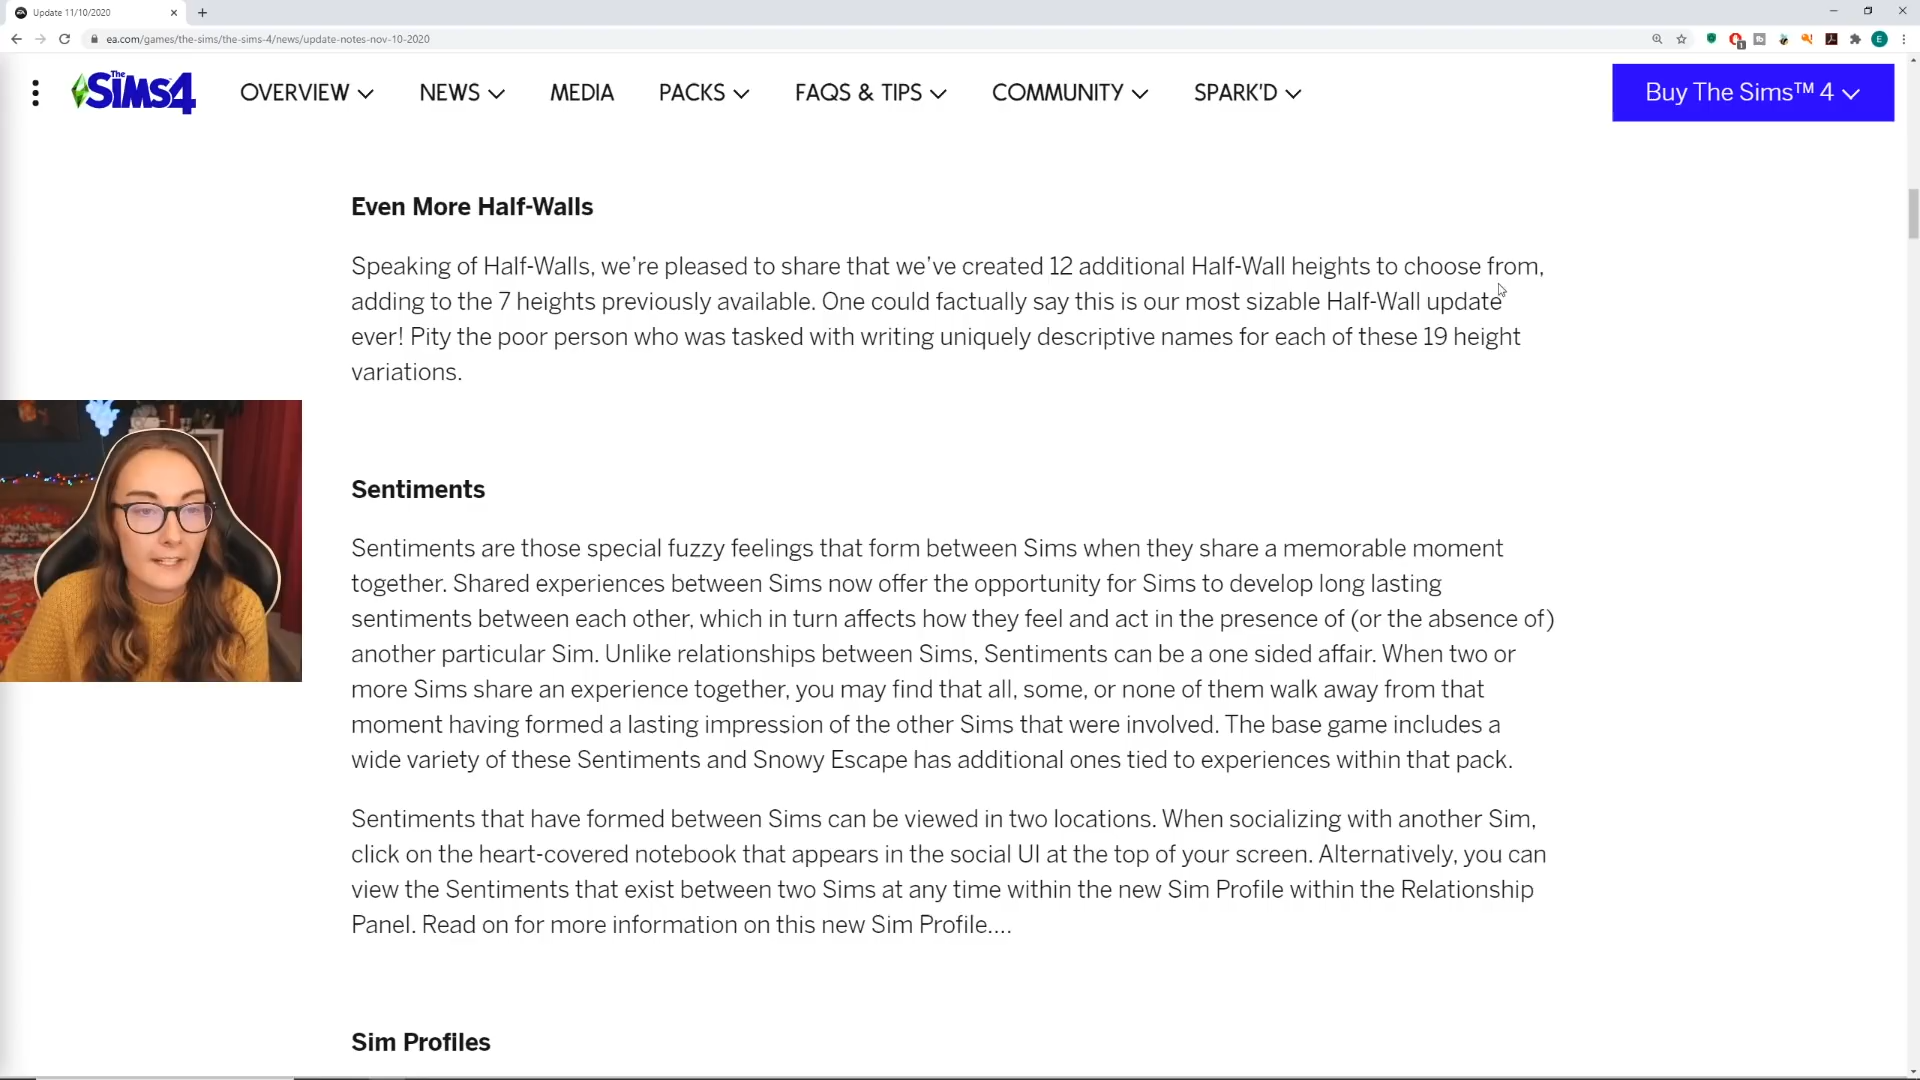 Update 11/10/2020
ea.com/games/the-sims/the-sims-4/news/update-notes-nov-10-2020
The SiMS 4
OVERVIEW NEWS MEDIA PACKS FAQS & TIPS COMMUNITY SPARK'D
Buy The Sims™ 4
Even More Half-Walls
Speaking of Half-Walls, we're pleased to share that we've created 12 additional Half-Wall heights to choose from,
adding to the 7 heights previously available. One could factually say this is our most sizable Half-Wall update
ever! Pity the poor person who was tasked with writing uniquely descriptive names for each of these 19 height
variations.
Sentiments
Sentiments are those special fuzzy feelings that form between Sims when they share a memorable moment
together. Shared experiences between Sims now offer the opportunity for Sims to develop long lasting
sentiments between each other, which in turn affects how they feel and act in the presence of (or the absence of)
another particular Sim. Unlike relationships between Sims, Sentiments can be a one sided affair. When two or
more Sims share an experience together, you may find that all, some, or none of them walk away from that
moment having formed a lasting impression of the other Sims that were involved. The base game includes a
wide variety of these Sentiments and Snowy Escape has additional ones tied to experiences within that pack.
Sentiments that have formed between Sims can be viewed in two locations. When socializing with another Sim,
click on the heart-covered notebook that appears in the social UI at the top of your screen. Alternatively, you can
view the Sentiments that exist between two Sims at any time within the new Sim Profile within the Relationship
Panel. Read on for more information on this new Sim Profile....
Sim Profiles